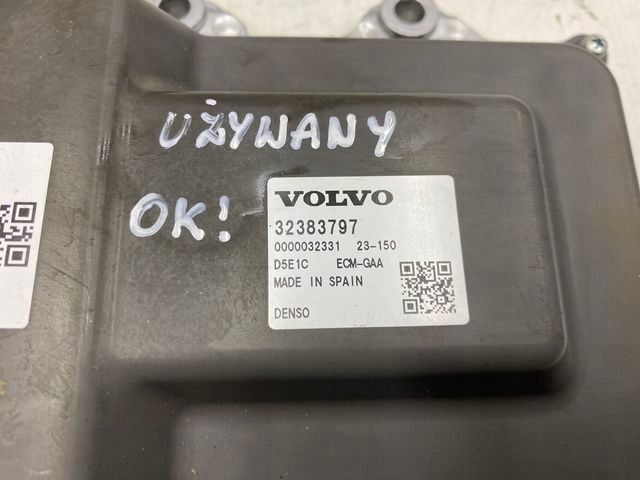 UŻYWANY
OK!
VOLVO
32383797
0000032331 23-150
D5E1C ECM-GAA
MADE IN SPAIN
DENSO